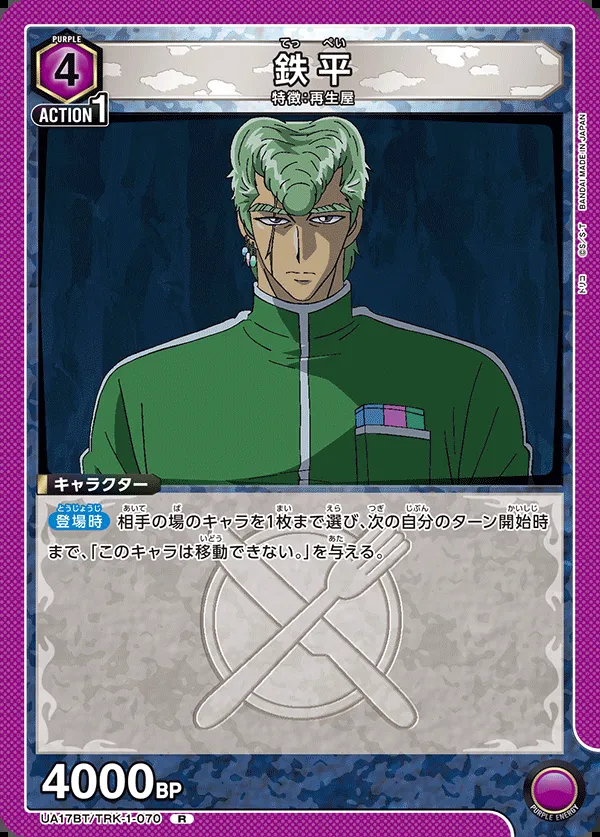 PURPLE
4
ACTION 1
てっ ぺい
鉄平
特徴:再生屋
BANDAI MADE IN JAPAN
©S/S・T
トリコ
キャラクター
とうじょうじ あいて ば まい えら つぎ じぶん かいしじ
登場時 相手の場のキャラを1枚まで選び、次の自分のターン開始時
いどう あた
まで、「このキャラは移動できない。」を与える。
4000BP
UA17BT/TRK-1-070 R
PURPLE ENERGY